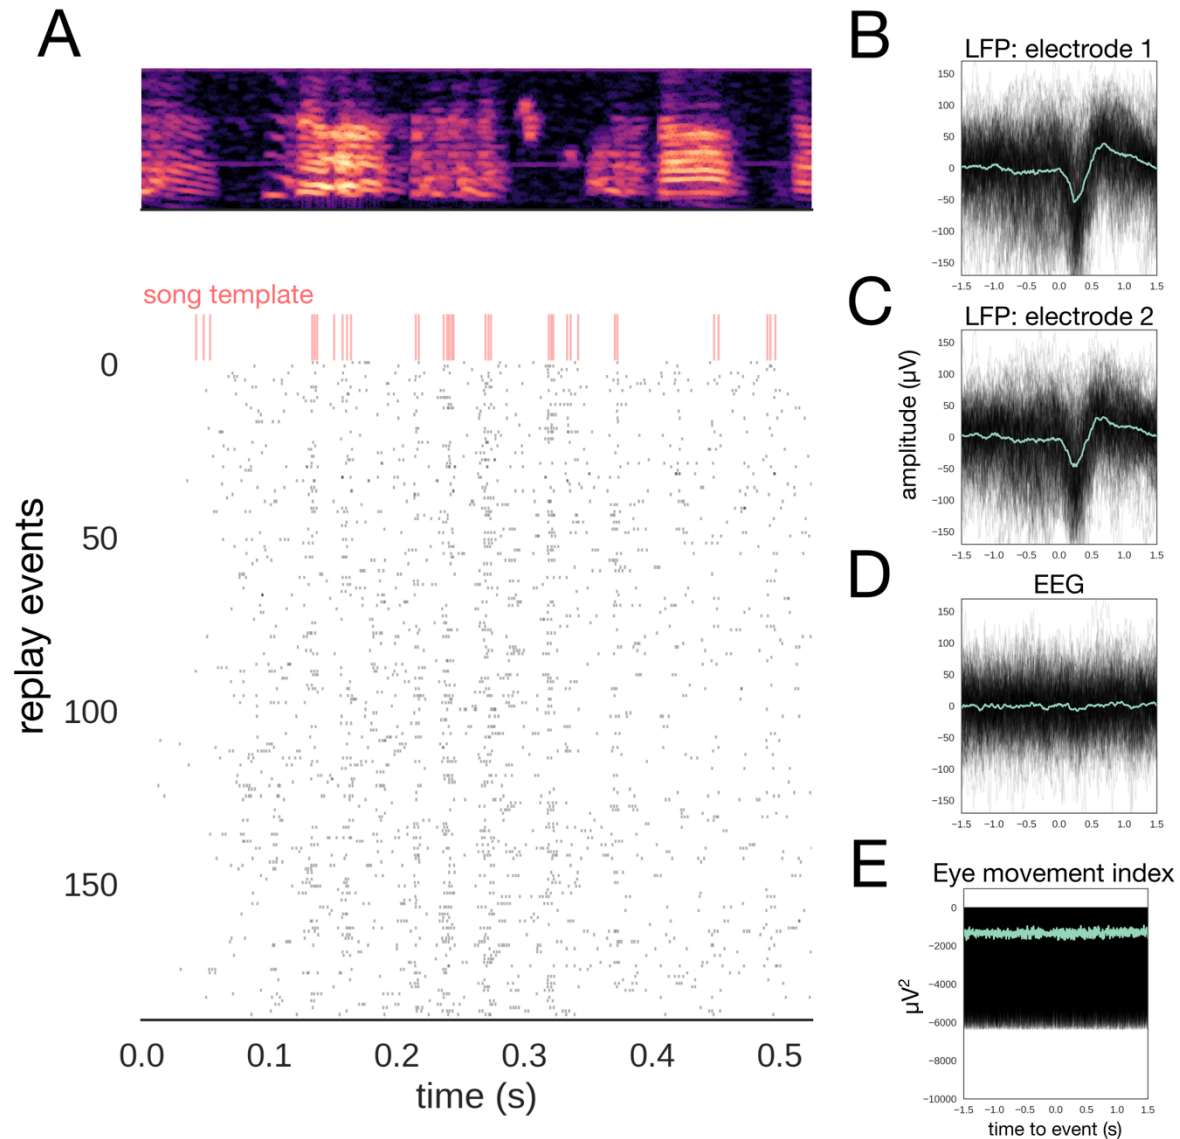 A
song template
0
50
100
150
replay events
0.0 0.1 0.2 0.3 0.4 0.5
time (s)
B
LFP: electrode 1
150
100
50
0
−50
−100
−150
−1.5 −1.0 −0.5 0.0 0.5 1.0 1.5
C
LFP: electrode 2
amplitude (µV)
150
100
50
0
−50
−100
−150
−1.5 −1.0 −0.5 0.0 0.5 1.0 1.5
D
EEG
150
100
50
0
−50
−100
−150
−1.5 −1.0 −0.5 0.0 0.5 1.0 1.5
E
Eye movement index
µV²
0
−2000
−4000
−6000
−8000
−10000
−1.5 −1.0 −0.5 0.0 0.5 1.0 1.5
time to event (s)